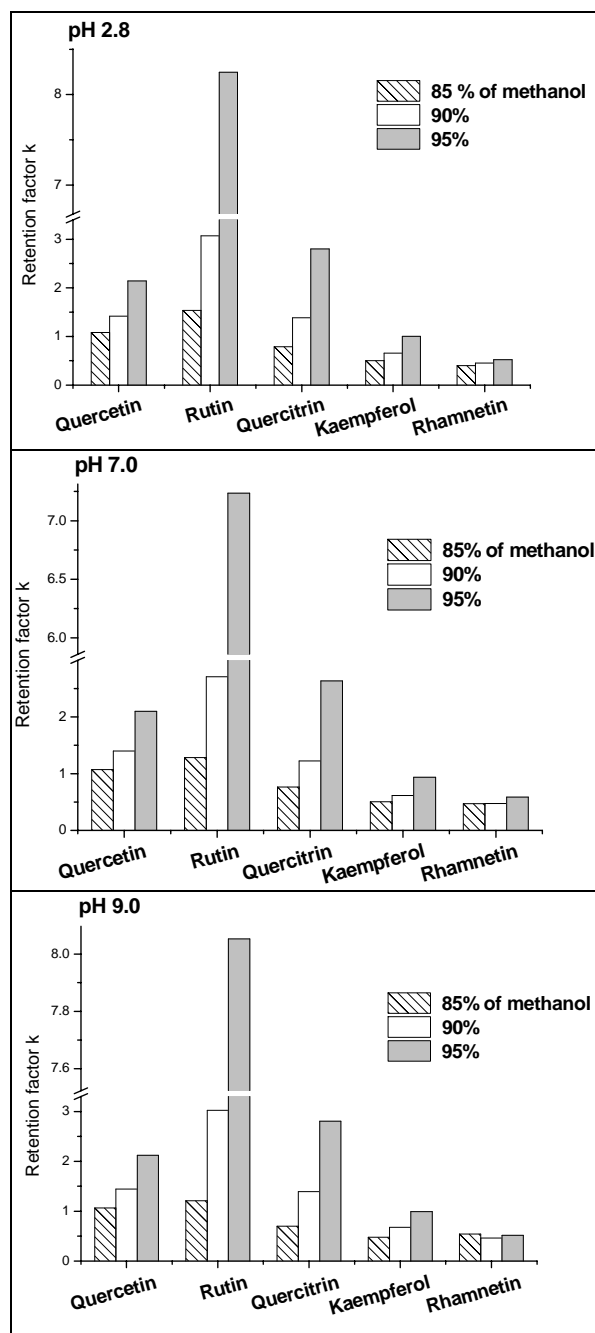 pH 2.8
85 % of methanol
90%
95%
Retention factor k
8
7
3
2
1
0
Quercetin
Rutin
Quercitrin
Kaempferol
Rhamnetin
pH 7.0
85% of methanol
90%
95%
Retention factor k
7.0
6.5
6.0
2
1
0
Quercetin
Rutin
Quercitrin
Kaempferol
Rhamnetin
pH 9.0
85% of methanol
90%
95%
Retention factor k
8.0
7.8
7.6
3
2
1
0
Quercetin
Rutin
Quercitrin
Kaempferol
Rhamnetin